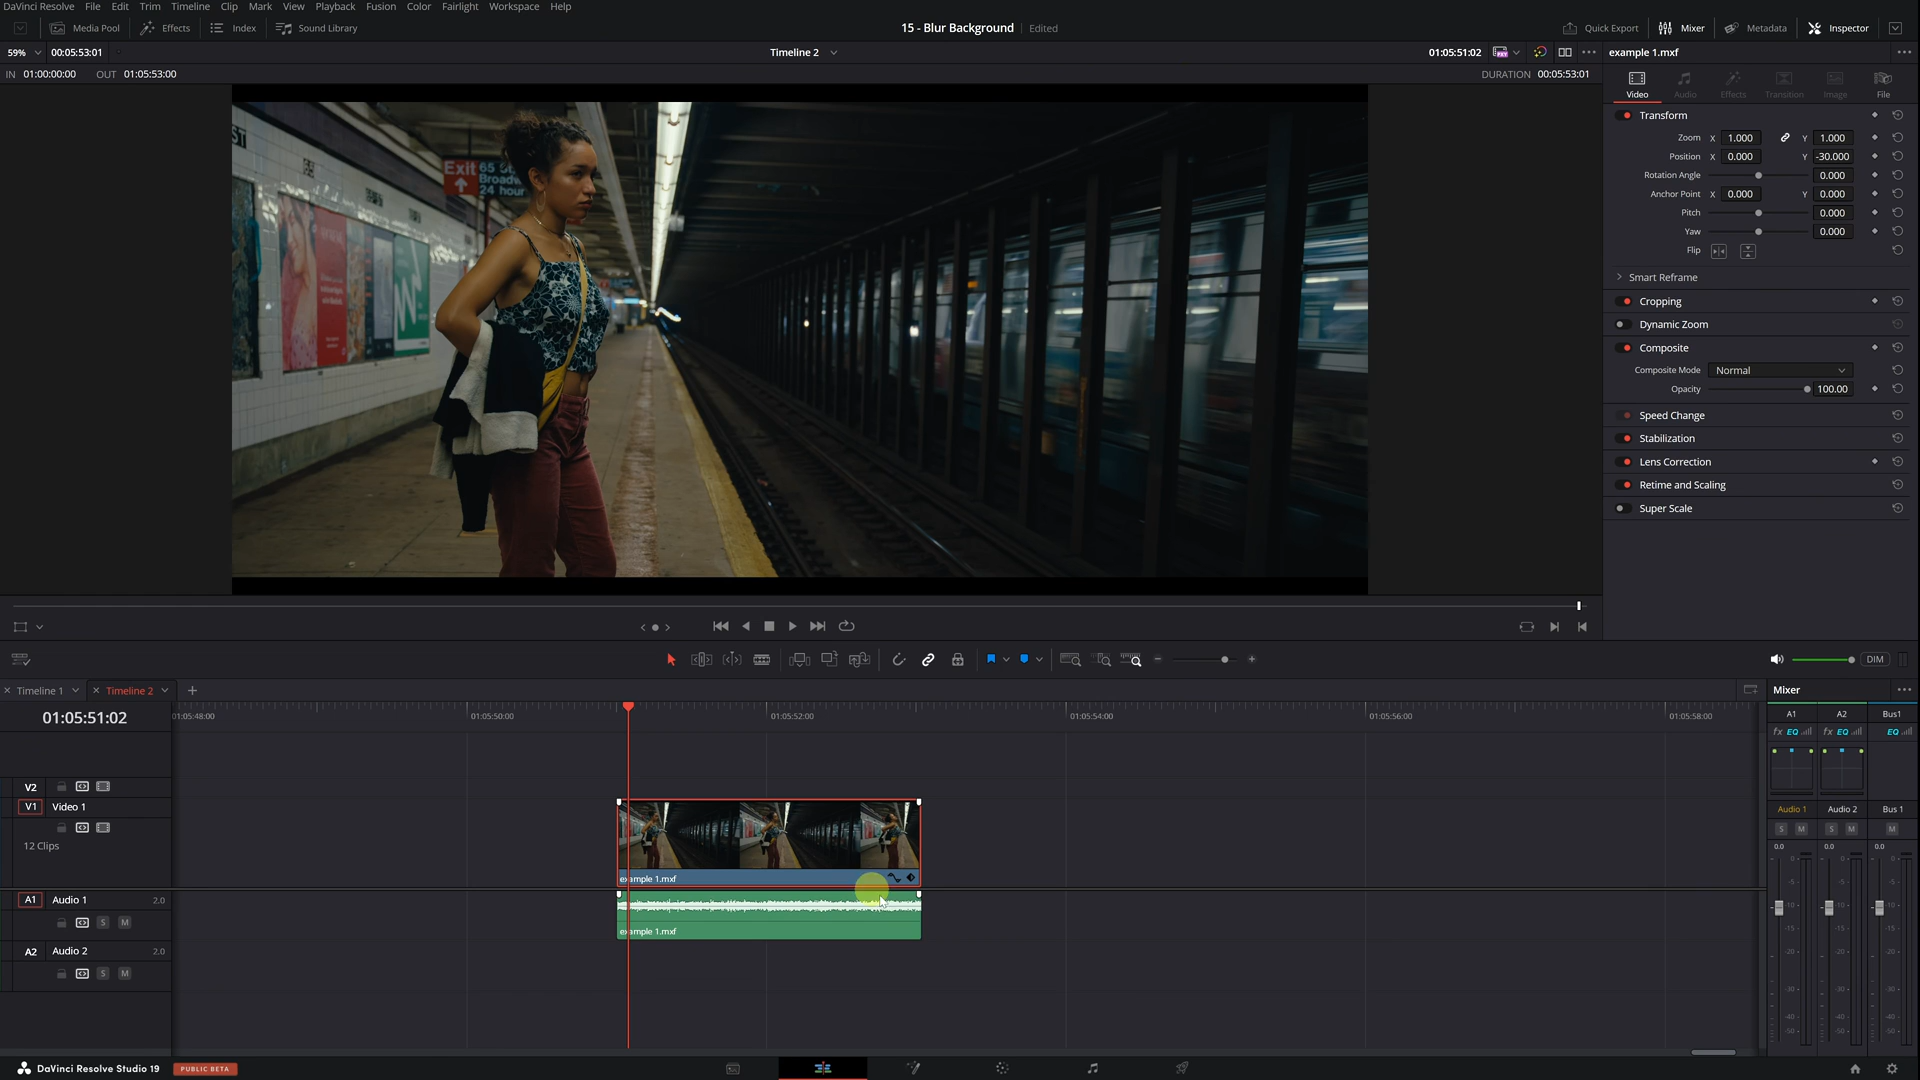 DaVinci Resolve File Edit Trim Timeline Clip Mark View Playback Fusion Color Fairlight Workspace Help
Media Pool Effects Index Sound Library 15 - Blur Background Edited Quick Export Mixer Metadata Inspector
59% 00:05:53:01 Timeline 2 01:05:51:02 example 1.mxf
IN 01:00:00:00 OUT 01:05:53:00 DURATION 00:05:53:01
Video Audio Effects Transition Image File
Transform
Zoom X 1.000 Y 1.000
Position X 0.000 Y -30.000
Rotation Angle 0.000
Anchor Point X 0.000 Y 0.000
Pitch 0.000
Yaw 0.000
Flip
Smart Reframe
Cropping
Dynamic Zoom
Composite
Composite Mode Normal
Opacity 100.00
Speed Change
Stabilization
Lens Correction
Retime and Scaling
Super Scale
ST
Exit 65 St
Broadw
24 hour
DIM
Timeline 1 Timeline 2 Mixer
01:05:51:02 01:05:48:00 01:05:50:00 01:05:52:00 01:05:54:00 01:05:56:00 01:05:58:00
A1 A2 Bus1
fx EQ fx EQ EQ
V2
V1 Video 1
12 Clips
example 1.mxf
A1 Audio 1 2.0
S M
example 1.mxf
A2 Audio 2 2.0
S M
Audio 1 Audio 2 Bus 1
S M S M M
0.0 0.0 0.0
DaVinci Resolve Studio 19 PUBLIC BETA